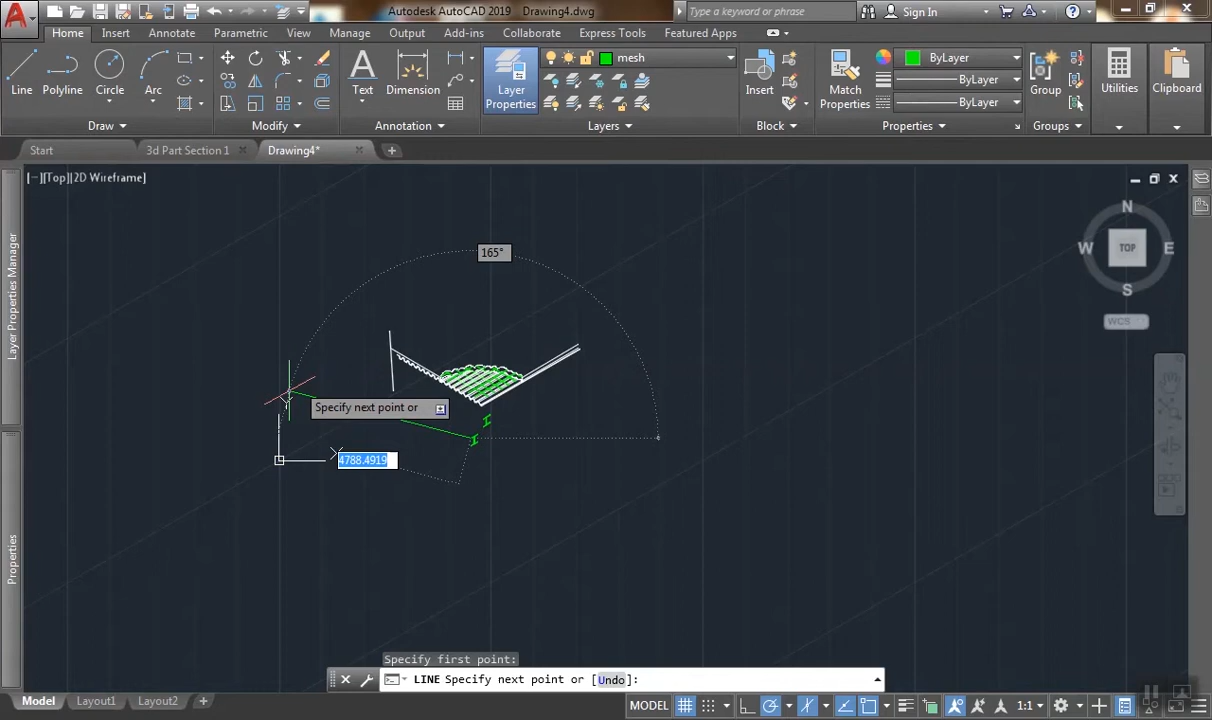 Autodesk AutoCAD 2019 Drawing4.dwg
Type a keyword or phrase
Sign In
Home Insert Annotate Parametric View Manage Output Add-ins Collaborate Express Tools Featured Apps
Line Polyline Circle Arc
Draw
Modify
Text Dimension
Annotation
Layer
Properties
mesh
Layers
Insert
Block
Match
Properties
ByLayer
ByLayer
ByLayer
Properties
Group
Groups
Utilities
Clipboard
Start 3d Part Section 1 Drawing4*
[−][Top][2D Wireframe]
Layer Properties Manager
Properties
N
W TOP E
S
WCS
165°
Specify next point or
4788.4919
Specify first point:
LINE Specify next point or [Undo]:
Model Layout1 Layout2
MODEL
1:1